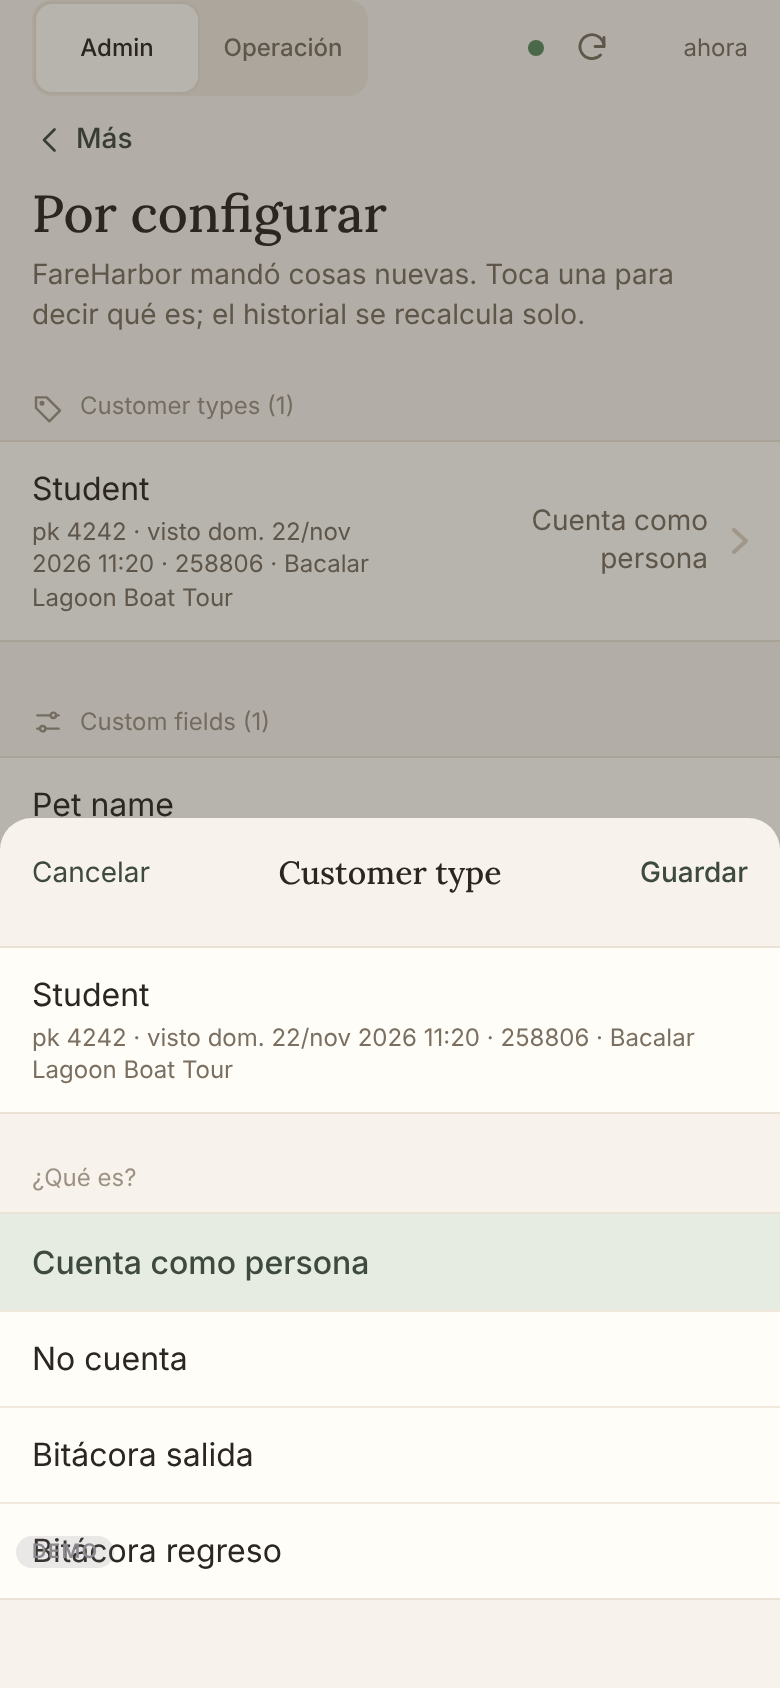 Admin
Operación
ahora
Más
Por configurar
FareHarbor mandó cosas nuevas. Toca una para
decir qué es; el historial se recalcula solo.
Customer types (1)
Student
pk 4242 · visto dom. 22/nov
2026 11:20 · 258806 · Bacalar
Lagoon Boat Tour
Cuenta como
persona
Custom fields (1)
Pet name
Cancelar
Customer type
Guardar
Student
pk 4242 · visto dom. 22/nov 2026 11:20 · 258806 · Bacalar
Lagoon Boat Tour
¿Qué es?
Cuenta como persona
No cuenta
Bitácora salida
Bitácora regreso
DEMO